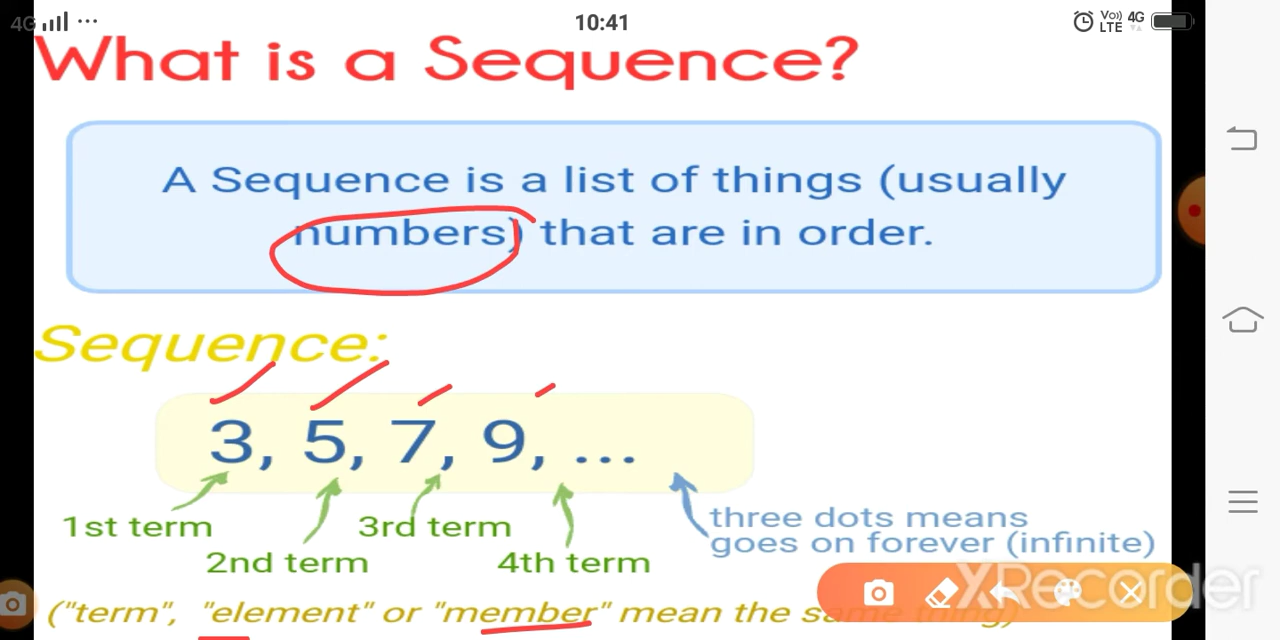 4G ... 10:41 Vo)) LTE 4G
What is a Sequence?
A Sequence is a list of things (usually
numbers) that are in order.
Sequence:
3, 5, 7, 9, ...
1st term
2nd term
3rd term
4th term
three dots means
goes on forever (infinite)
("term", "element" or "member" mean the same thing)
XRecorder